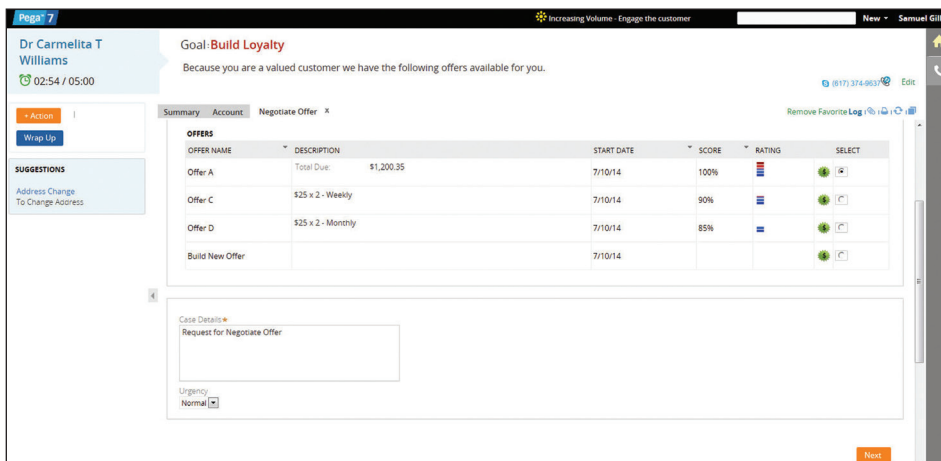 Pega 7
Increasing Volume - Engage the customer
New
Samuel Gill
Dr Carmelita T
Williams
02:54 / 05:00
Goal:Build Loyalty
Because you are a valued customer we have the following offers available for you.
(617) 374-9637
Edit
+ Action
Wrap Up
SUGGESTIONS
Address Change
To Change Address
Summary Account Negotiate Offer x
Remove Favorite Log
OFFERS
OFFER NAME DESCRIPTION START DATE SCORE RATING SELECT
Offer A Total Due: $1,200.35 7/10/14 100%
Offer C $25 x 2 - Weekly 7/10/14 90%
Offer D $25 x 2 - Monthly 7/10/14 85%
Build New Offer 7/10/14
Case Details★
Request for Negotiate Offer
Urgency
Normal
Next